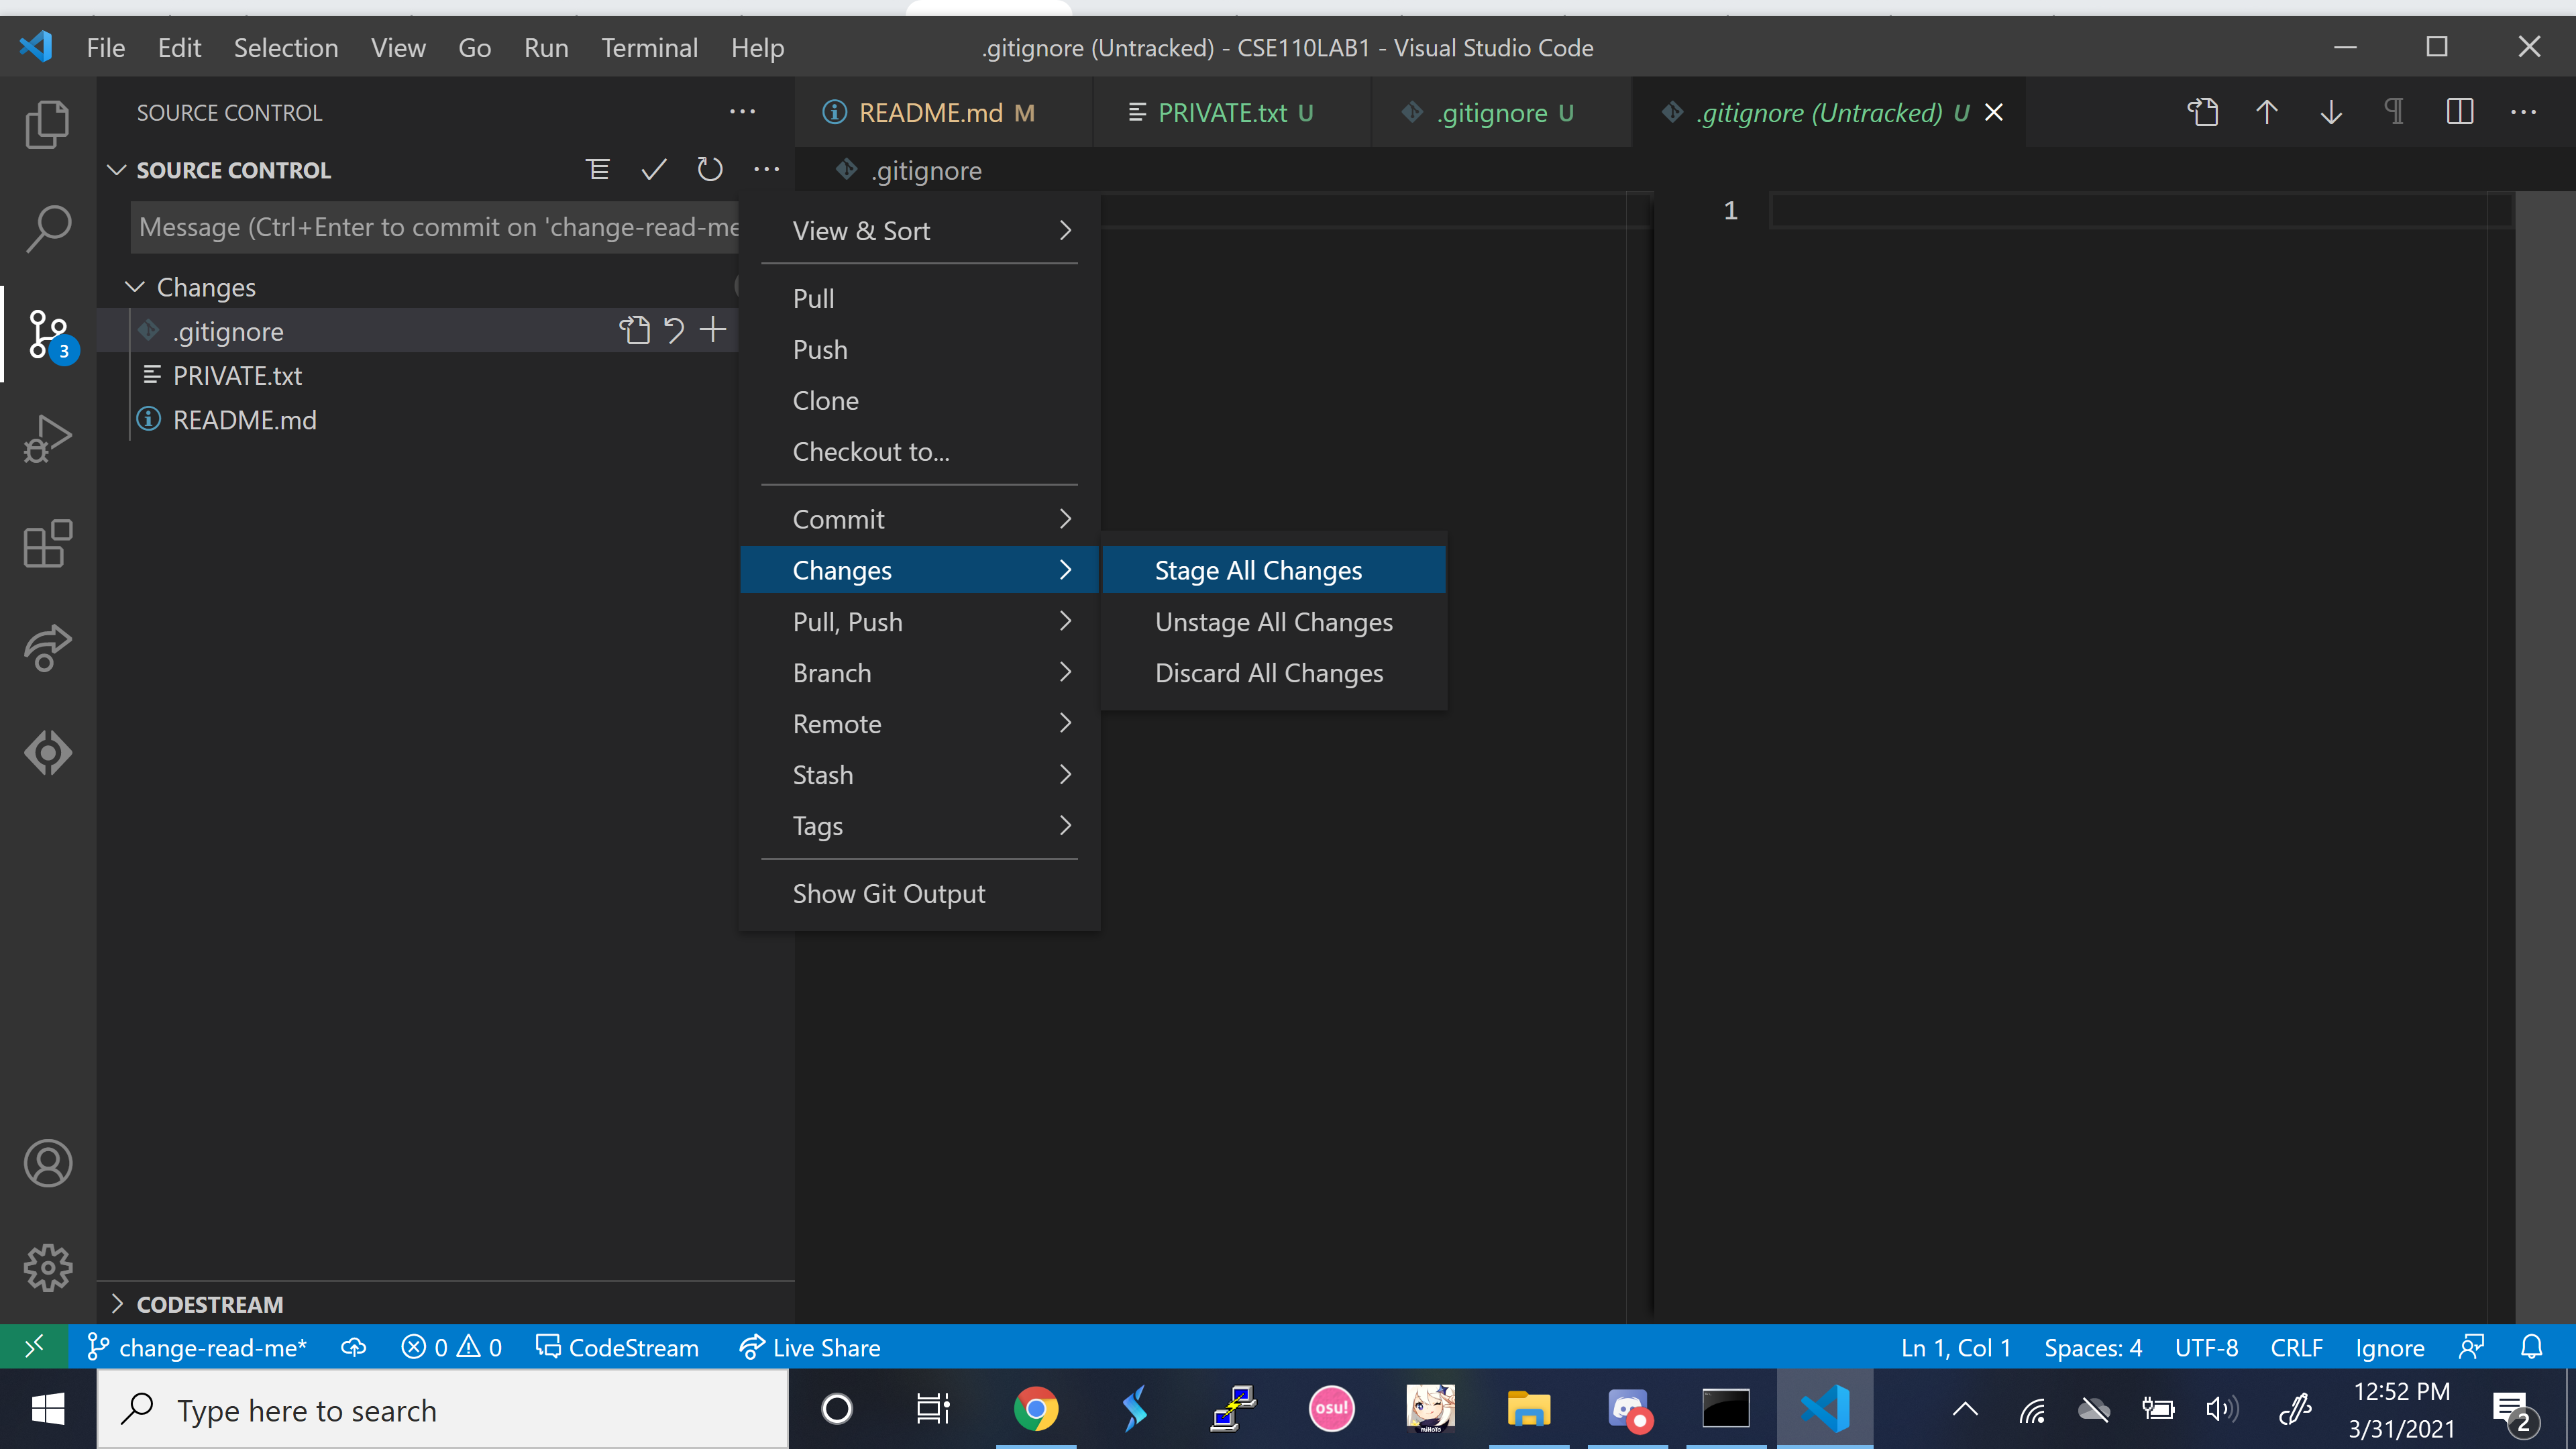 File Edit Selection View Go Run Terminal Help .gitignore (Untracked) - CSE110LAB1 - Visual Studio Code
SOURCE CONTROL
README.md M PRIVATE.txt U .gitignore U .gitignore (Untracked) U
SOURCE CONTROL
.gitignore
Message (Ctrl+Enter to commit on 'change-read-me
1
Changes
.gitignore
PRIVATE.txt
README.md
3
View & Sort
Pull
Push
Clone
Checkout to...
Commit
Changes
Pull, Push
Branch
Remote
Stash
Tags
Show Git Output
Stage All Changes
Unstage All Changes
Discard All Changes
CODESTREAM
change-read-me* 0 0 CodeStream Live Share Ln 1, Col 1 Spaces: 4 UTF-8 CRLF Ignore
Type here to search
osu!
miHoYo
12:52 PM
3/31/2021
2